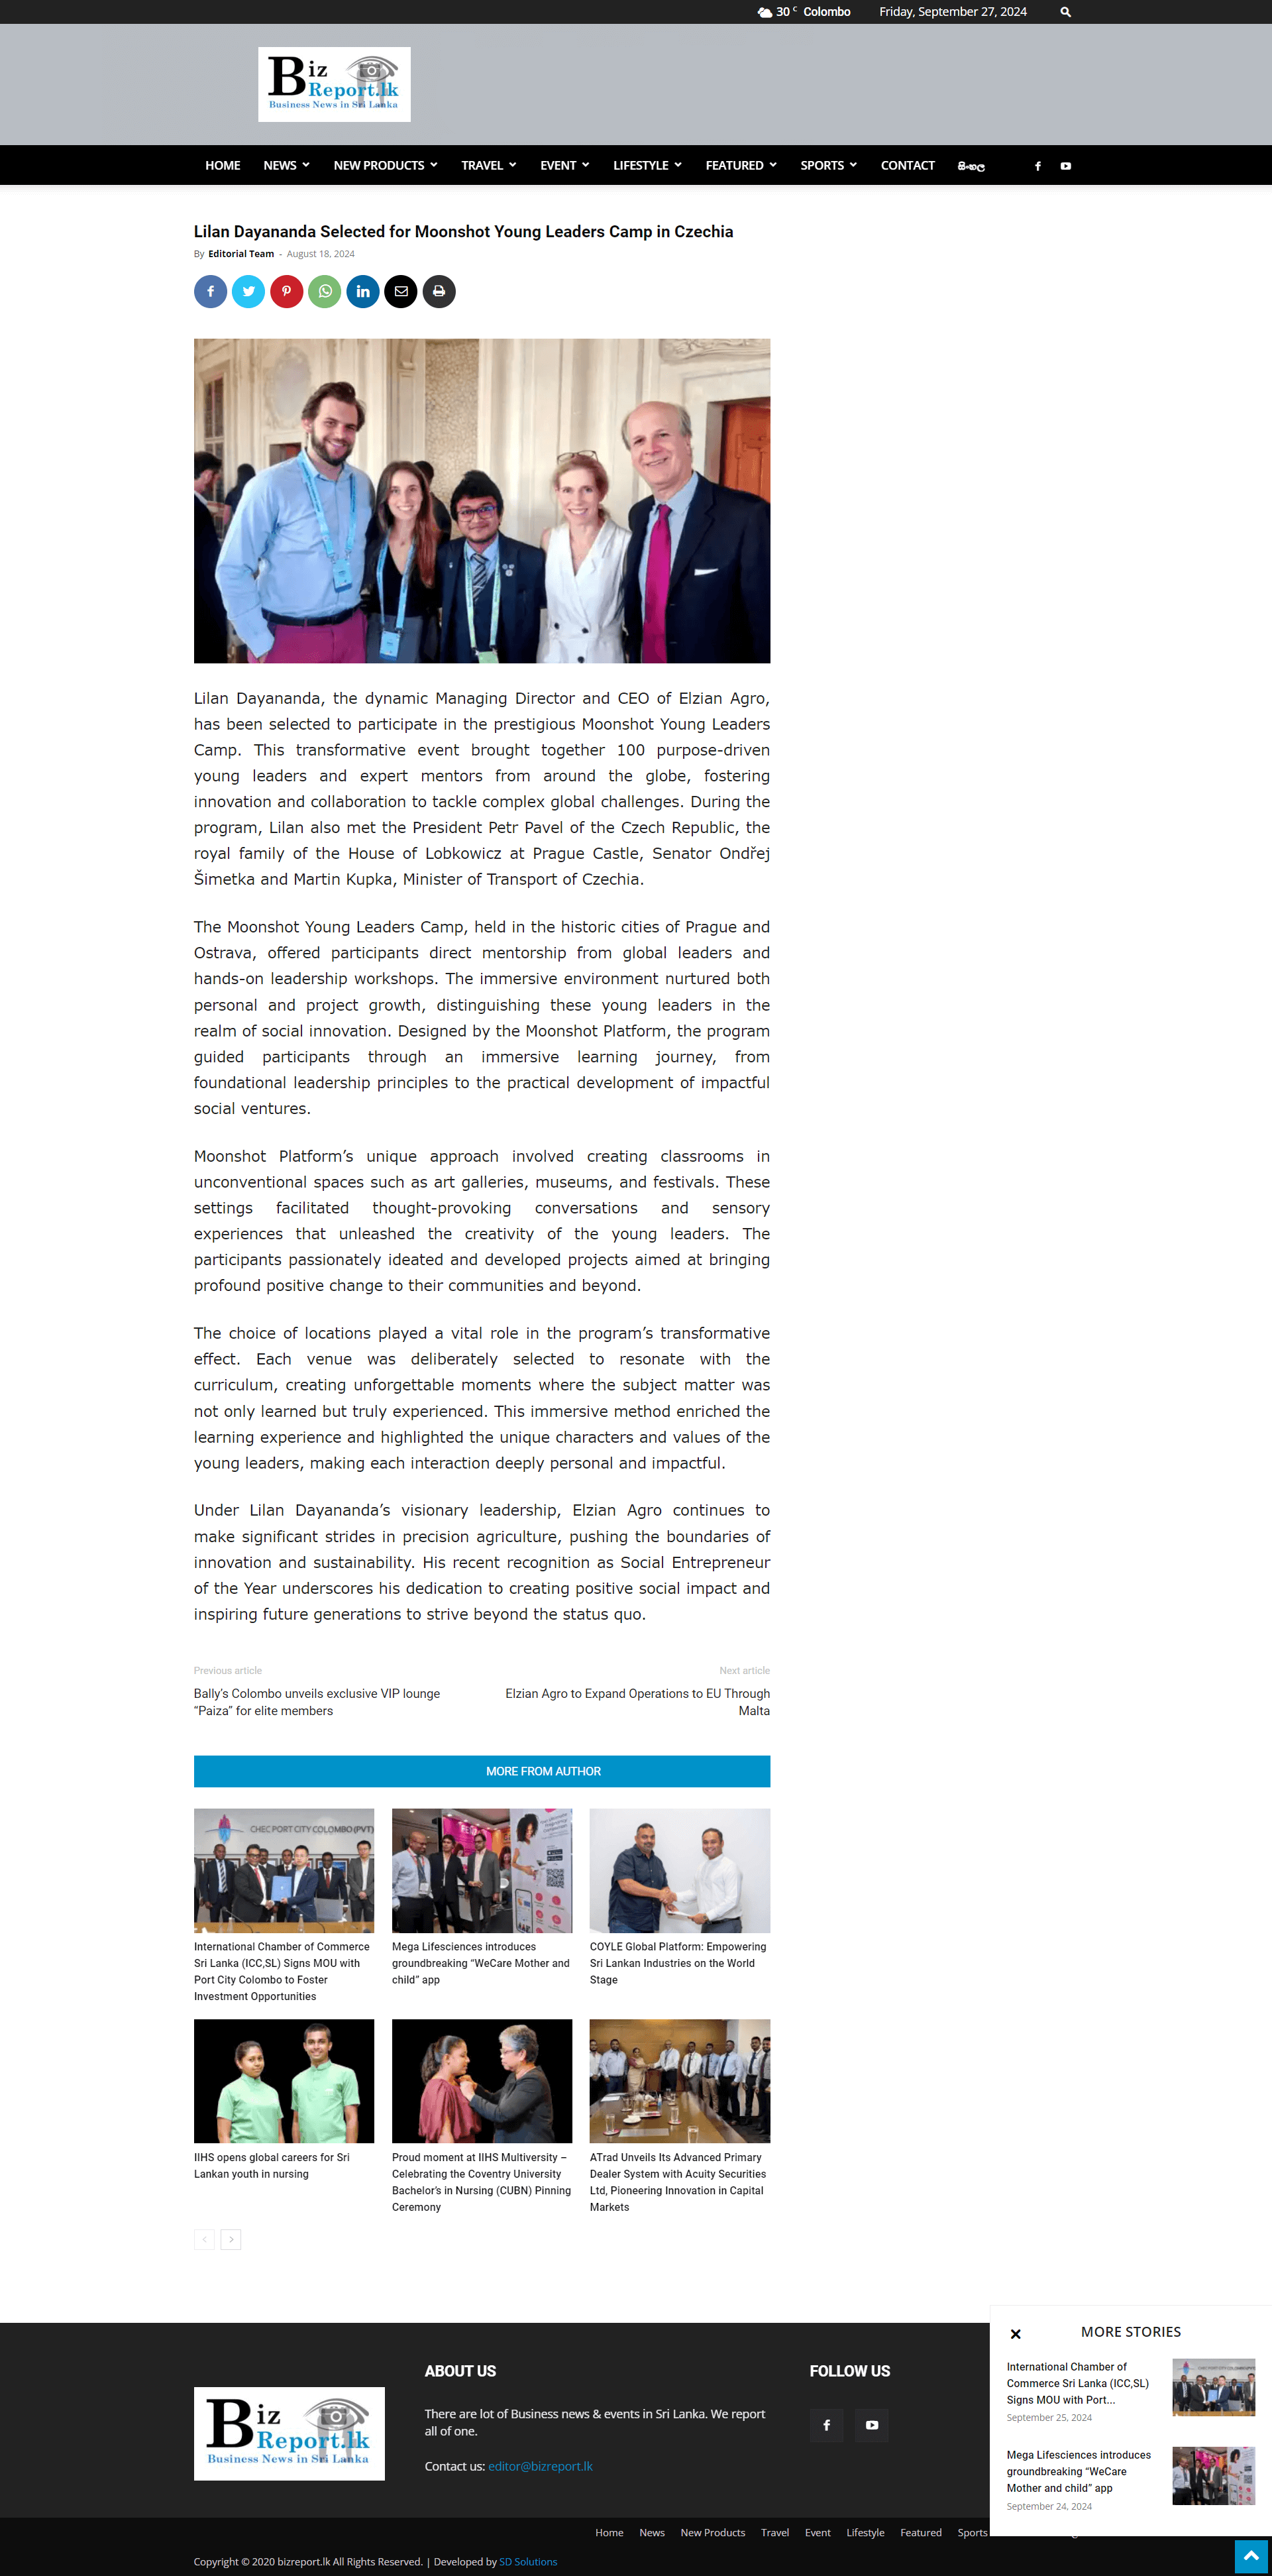 30 C Colombo Friday, September 27, 2024
Biz
Report.lk
Business News in Sri Lanka
HOME NEWS NEW PRODUCTS TRAVEL EVENT LIFESTYLE FEATURED SPORTS CONTACT සිංහල
Lilan Dayananda Selected for Moonshot Young Leaders Camp in Czechia
By Editorial Team - August 18, 2024
Lilan Dayananda, the dynamic Managing Director and CEO of Elzian Agro,
has been selected to participate in the prestigious Moonshot Young Leaders
Camp. This transformative event brought together 100 purpose-driven
young leaders and expert mentors from around the globe, fostering
innovation and collaboration to tackle complex global challenges. During the
program, Lilan also met the President Petr Pavel of the Czech Republic, the
royal family of the House of Lobkowicz at Prague Castle, Senator Ondřej
Šimetka and Martin Kupka, Minister of Transport of Czechia.
The Moonshot Young Leaders Camp, held in the historic cities of Prague and
Ostrava, offered participants direct mentorship from global leaders and
hands-on leadership workshops. The immersive environment nurtured both
personal and project growth, distinguishing these young leaders in the
realm of social innovation. Designed by the Moonshot Platform, the program
guided participants through an immersive learning journey, from
foundational leadership principles to the practical development of impactful
social ventures.
Moonshot Platform’s unique approach involved creating classrooms in
unconventional spaces such as art galleries, museums, and festivals. These
settings facilitated thought-provoking conversations and sensory
experiences that unleashed the creativity of the young leaders. The
participants passionately ideated and developed projects aimed at bringing
profound positive change to their communities and beyond.
The choice of locations played a vital role in the program’s transformative
effect. Each venue was deliberately selected to resonate with the
curriculum, creating unforgettable moments where the subject matter was
not only learned but truly experienced. This immersive method enriched the
learning experience and highlighted the unique characters and values of the
young leaders, making each interaction deeply personal and impactful.
Under Lilan Dayananda’s visionary leadership, Elzian Agro continues to
make significant strides in precision agriculture, pushing the boundaries of
innovation and sustainability. His recent recognition as Social Entrepreneur
of the Year underscores his dedication to creating positive social impact and
inspiring future generations to strive beyond the status quo.
Previous article
Bally’s Colombo unveils exclusive VIP lounge
“Paiza” for elite members
Next article
Elzian Agro to Expand Operations to EU Through
Malta
MORE FROM AUTHOR
CHEC PORT CITY COLOMBO (PVT)
International Chamber of Commerce
Sri Lanka (ICC,SL) Signs MOU with
Port City Colombo to Foster
Investment Opportunities
Mega Lifesciences introduces
groundbreaking “WeCare Mother and
child” app
COYLE Global Platform: Empowering
Sri Lankan Industries on the World
Stage
IIHS opens global careers for Sri
Lankan youth in nursing
Proud moment at IIHS Multiversity –
Celebrating the Coventry University
Bachelor’s in Nursing (CUBN) Pinning
Ceremony
ATrad Unveils Its Advanced Primary
Dealer System with Acuity Securities
Ltd, Pioneering Innovation in Capital
Markets
Biz
Report.lk
Business News in Sri Lanka
ABOUT US
There are lot of Business news & events in Sri Lanka. We report
all of one.
Contact us: editor@bizreport.lk
FOLLOW US
MORE STORIES
International Chamber of
Commerce Sri Lanka (ICC,SL)
Signs MOU with Port...
September 25, 2024
Mega Lifesciences introduces
groundbreaking “WeCare
Mother and child” app
September 24, 2024
Home News New Products Travel Event Lifestyle Featured Sports
Copyright © 2020 bizreport.lk All Rights Reserved. | Developed by SD Solutions